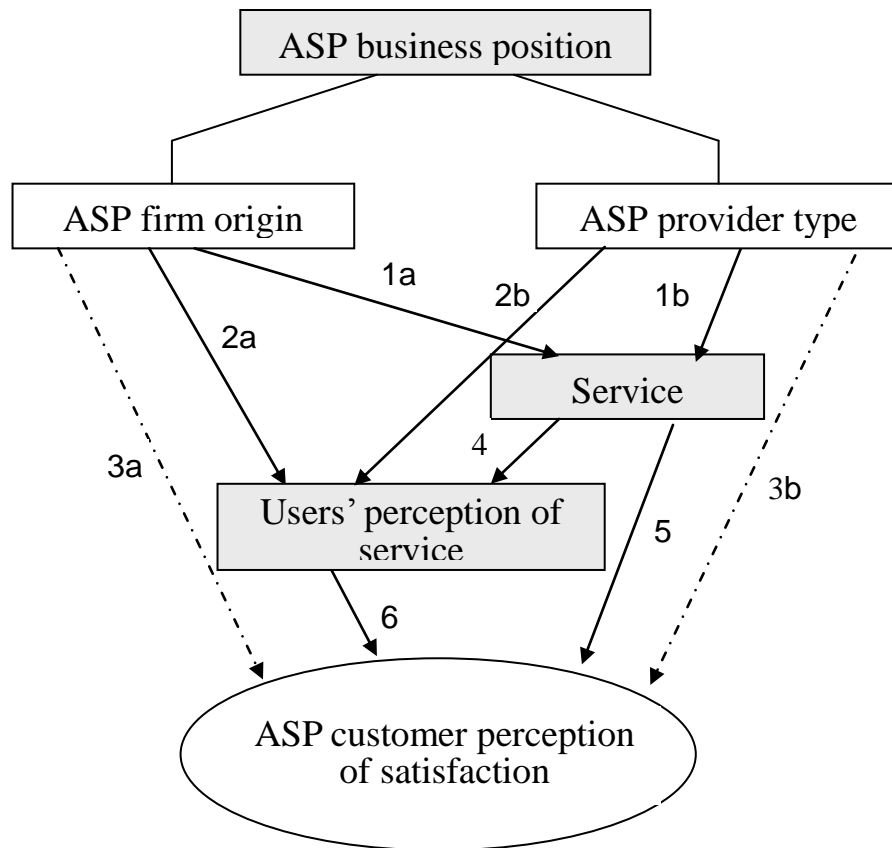 ASP business position
ASP firm origin
ASP provider type
1a
2b
1b
2a
Service
3a
4
3b
Users’ perception of
service
5
6
ASP customer perception
of satisfaction